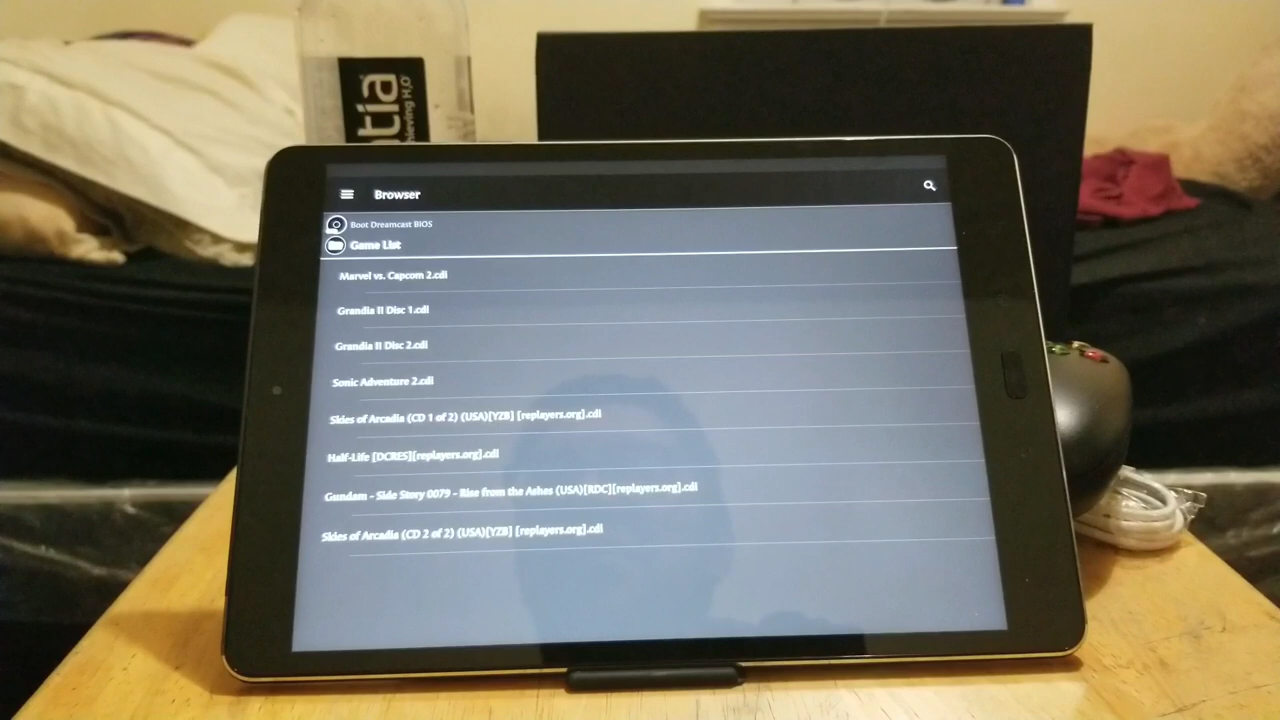 tia
hieving H₂O
Browser
Boot Dreamcast BIOS
Game List
Marvel vs. Capcom 2.cdi
Grandia II Disc 1.cdi
Grandia II Disc 2.cdi
Sonic Adventure 2.cdi
Skies of Arcadia (CD 1 of 2) (USA)[YZB] [replayers.org].cdi
Half-Life [DCRES][replayers.org].cdi
Gundam - Side Story 0079 - Rise from the Ashes (USA)[RDC][replayers.org].cdi
Skies of Arcadia (CD 2 of 2) (USA)[YZB] [replayers.org].cdi